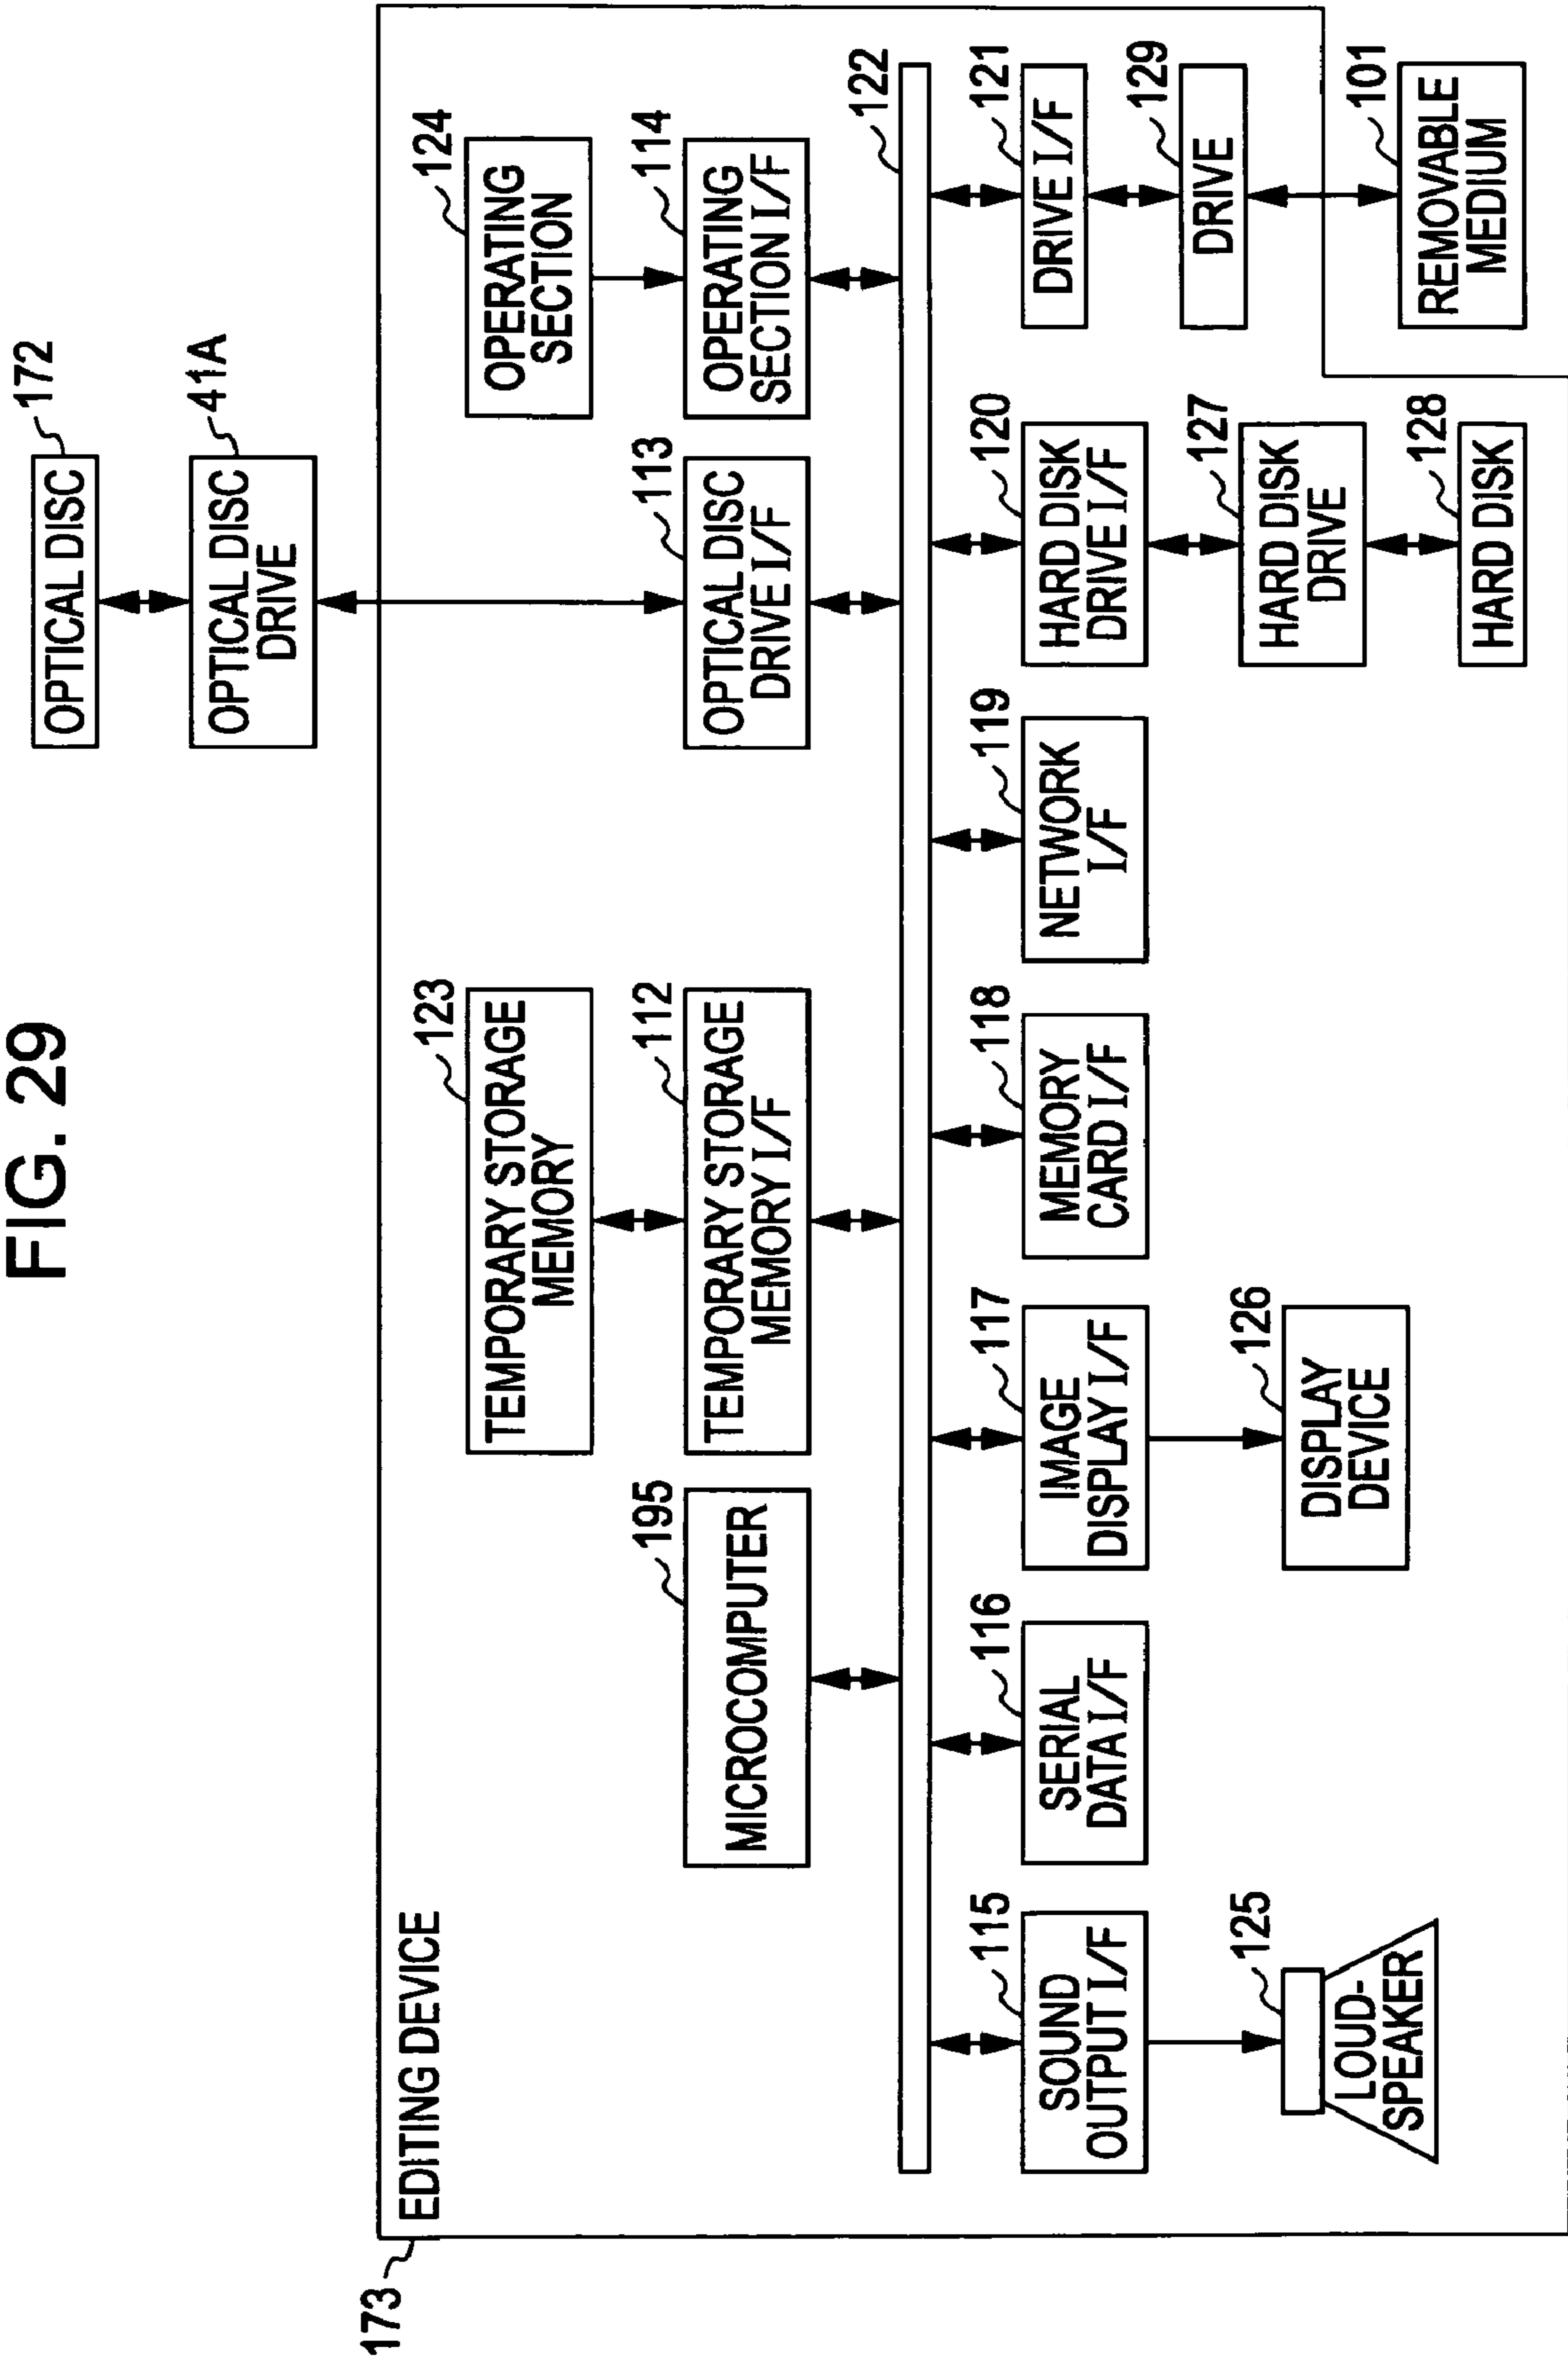 FIG. 29
OPTICAL DISC
172
OPTICAL DISC
DRIVE
41A
173
EDITING DEVICE
TEMPORARY STORAGE
MEMORY
123
OPERATING
SECTION
124
MICROCOMPUTER
195
TEMPORARY STORAGE
MEMORY I/F
112
OPTICAL DISC
DRIVE I/F
113
OPERATING
SECTION I/F
114
122
SOUND
OUTPUT I/F
115
SERIAL
DATA I/F
116
IMAGE
DISPLAY I/F
117
MEMORY
CARD I/F
118
NETWORK
I/F
119
HARD DISK
DRIVE I/F
120
DRIVE I/F
121
LOUD-
SPEAKER
125
DISPLAY
DEVICE
126
HARD DISK
DRIVE
127
DRIVE
129
HARD DISK
128
REMOVABLE
MEDIUM
101